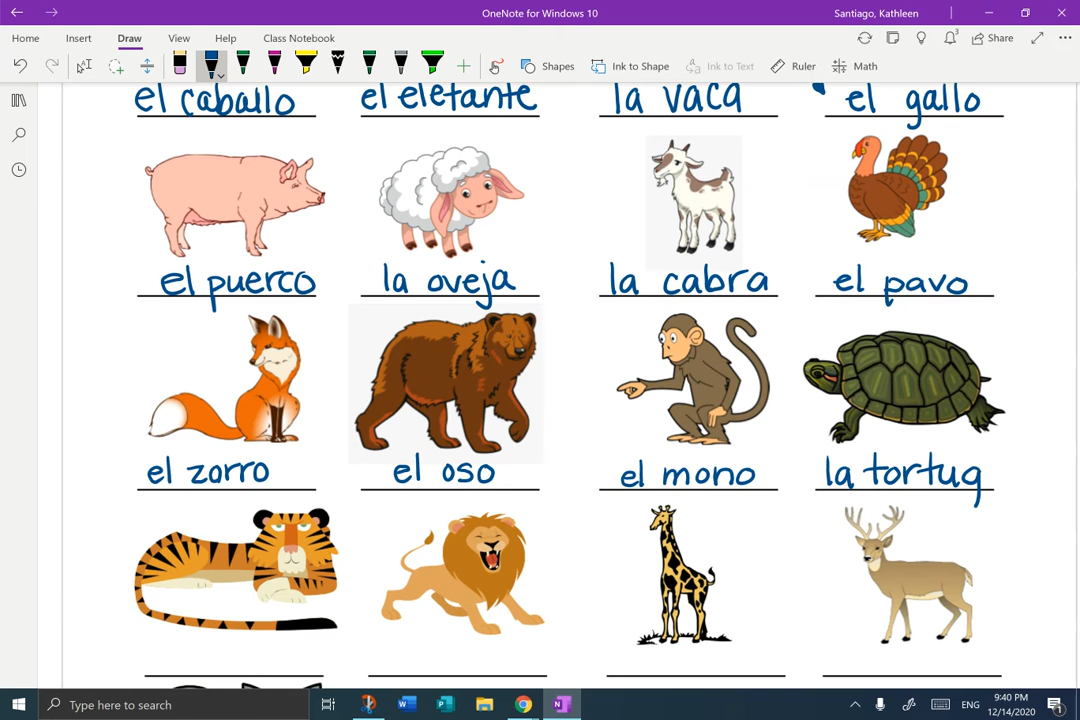 OneNote for Windows 10
Santiago, Kathleen
Home Insert Draw View Help Class Notebook
Share
Shapes Ink to Shape Ink to Text Ruler Math
el caballo el elefante la vaca el gallo
el puerco la oveja la cabra el pavo
el zorro el oso el mono la tortug
Type here to search
ENG
9:40 PM
12/14/2020